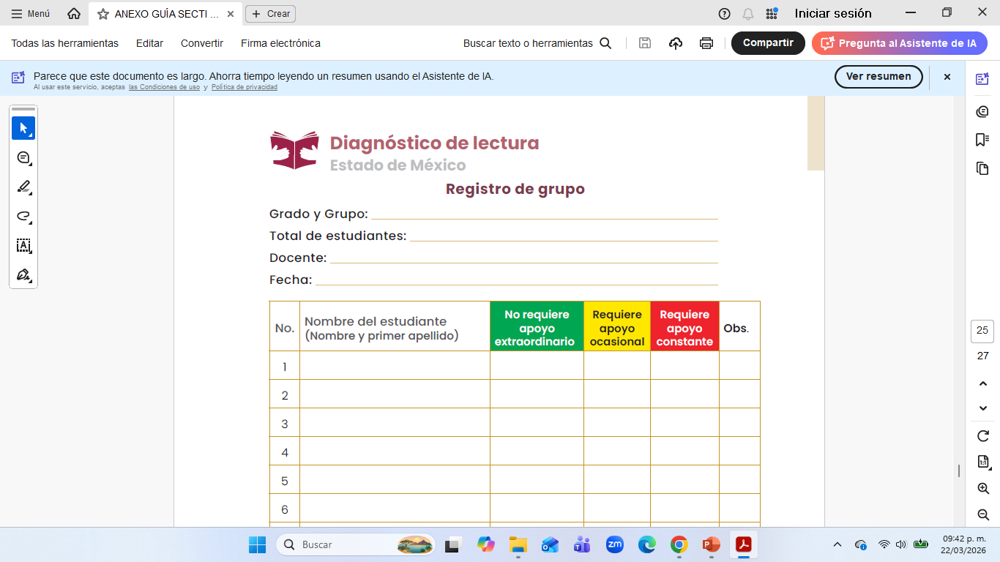 Menú
ANEXO GUÍA SECTI ...
Crear
Iniciar sesión
Todas las herramientas
Editar
Convertir
Firma electrónica
Buscar texto o herramientas
Compartir
Pregunta al Asistente de IA
Parece que este documento es largo. Ahorra tiempo leyendo un resumen usando el Asistente de IA.
Al usar este servicio, aceptas las Condiciones de uso y Política de privacidad
Ver resumen
Diagnóstico de lectura
Estado de México
Registro de grupo
Grado y Grupo:
Total de estudiantes:
Docente:
Fecha:
No.
Nombre del estudiante
(Nombre y primer apellido)
No requiere
apoyo
extraordinario
Requiere
apoyo
ocasional
Requiere
apoyo
constante
Obs.
1
2
3
4
5
6
25
27
1:1
Buscar
zm
09:42 p. m.
22/03/2026